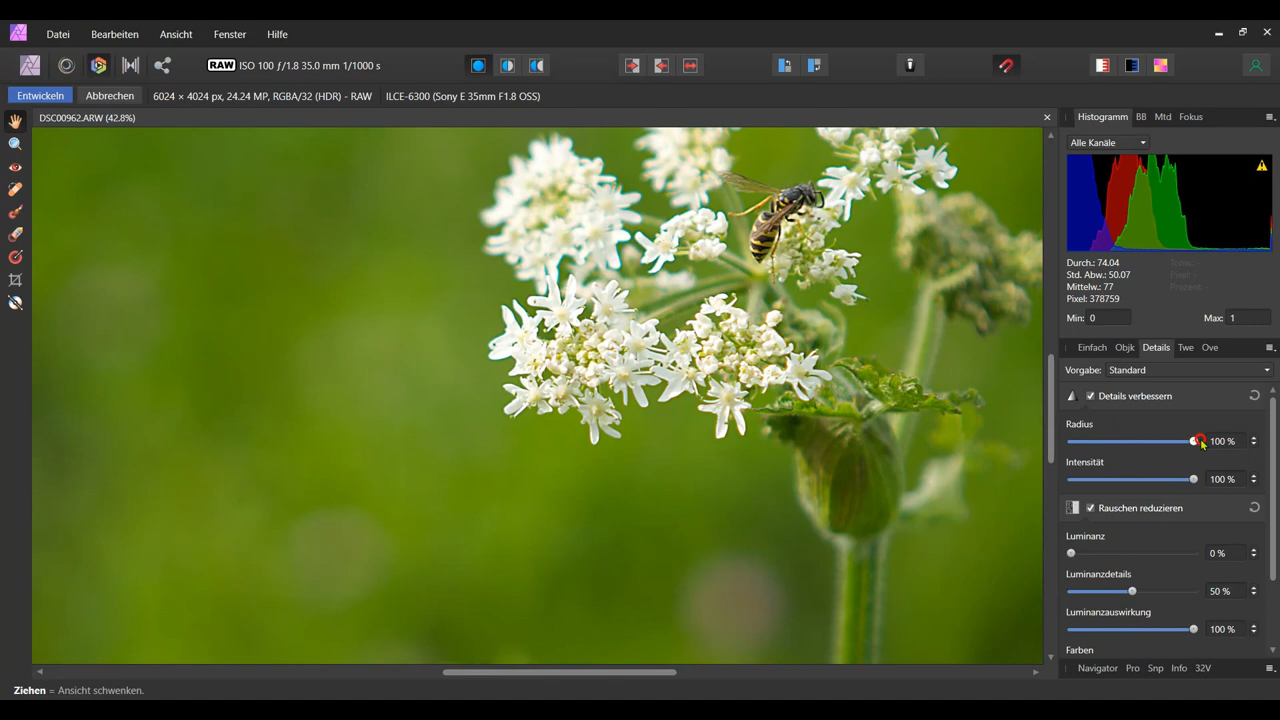 Datei Bearbeiten Ansicht Fenster Hilfe
RAW ISO 100 ƒ/1.8 35.0 mm 1/1000 s
Entwickeln Abbrechen 6024 × 4024 px, 24.24 MP, RGBA/32 (HDR) - RAW ILCE-6300 (Sony E 35mm F1.8 OSS)
DSC00962.ARW (42.8%)
Histogramm BB Mtd Fokus
Alle Kanäle
Durch.: 74.04
Std. Abw.: 50.07
Mittelw.: 77
Pixel: 378759
Tonw.: -
Pixel: -
Prozent: -
Min: 0 Max: 1
Einfach Objk Details Twe Ove
Vorgabe: Standard
Details verbessern
Radius
100 %
Intensität
100 %
Rauschen reduzieren
Luminanz
0 %
Luminanzdetails
50 %
Luminanzauswirkung
100 %
Farben
Navigator Pro Snp Info 32V
Ziehen = Ansicht schwenken.